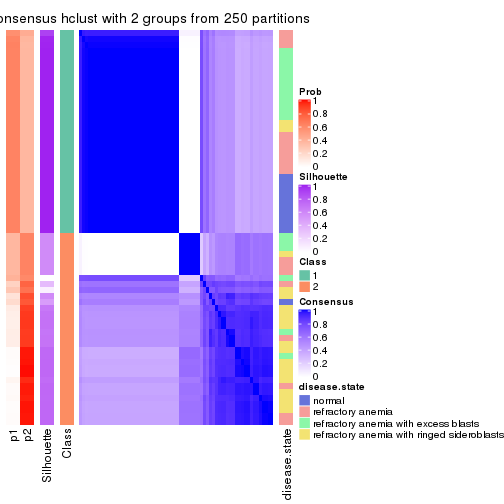 onsensus hclust with 2 groups from 250 partitions
Prob
1
0.8
0.6
0.4
0.2
0
Silhouette
1
0.8
0.6
0.4
0.2
0
Class
1
2
Consensus
1
0.8
0.6
0.4
0.2
0
disease.state
normal
refractory anemia
refractory anemia with excess blasts
refractory anemia with ringed sideroblasts
p1
p2
Silhouette
Class
disease.state